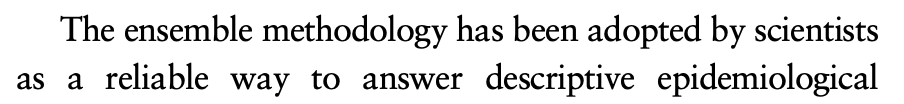 The ensemble methodology has been adopted by scientists
as a reliable way to answer descriptive epidemiological